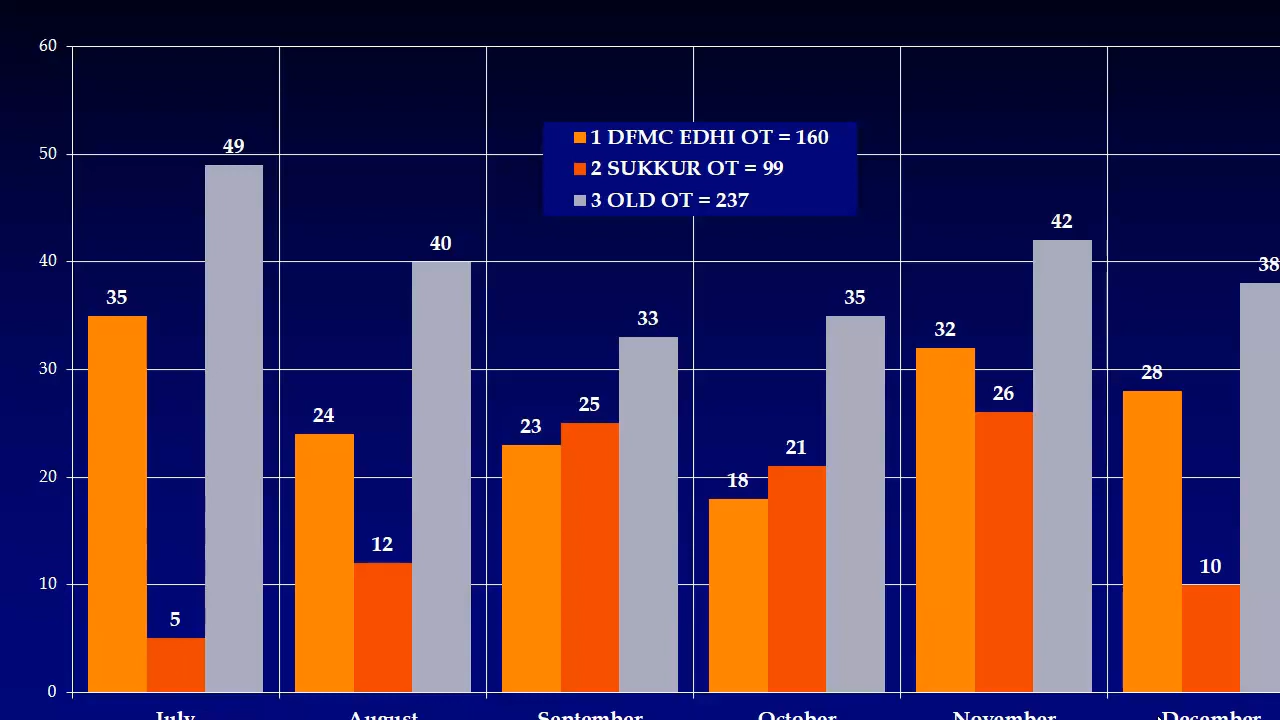 60
50
40
30
20
10
0
1 DFMC EDHI OT = 160
2 SUKKUR OT = 99
3 OLD OT = 237
35
5
49
24
12
40
23
25
33
18
21
35
32
26
42
28
10
38
July
August
September
October
November
December